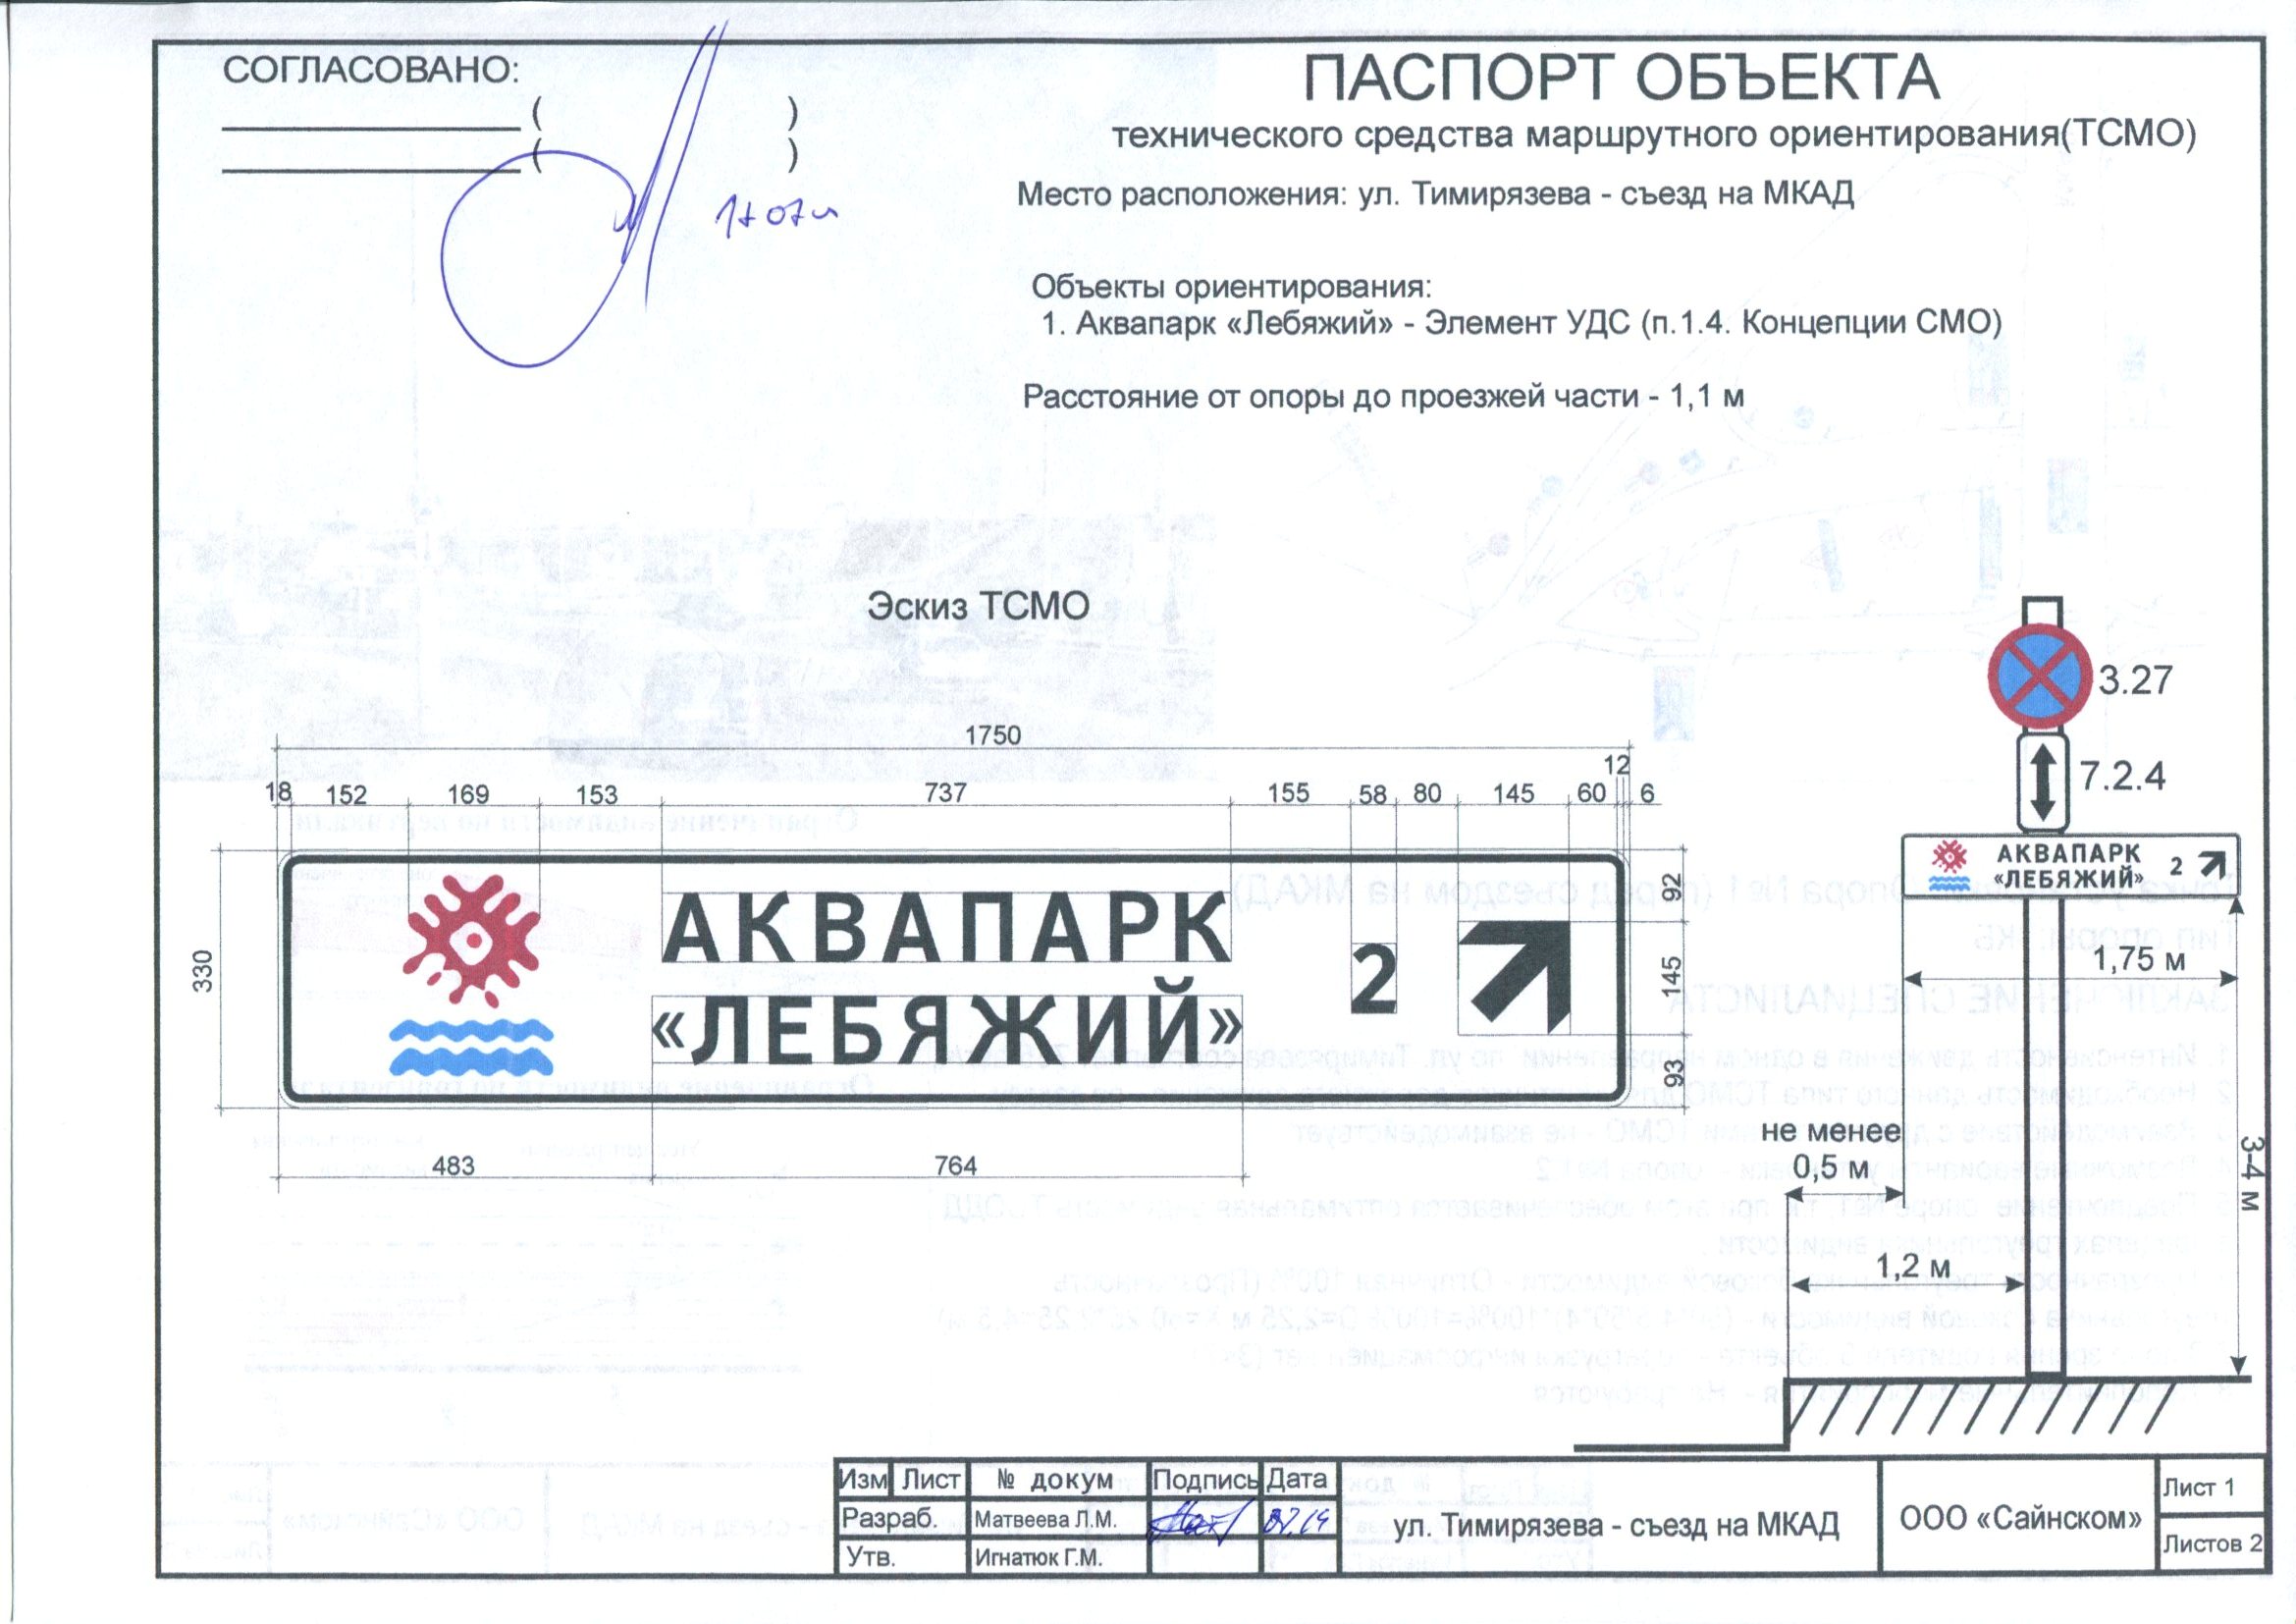 СОГЛАСОВАНО:
( )
( )
ПАСПОРТ ОБЪЕКТА
технического средства маршрутного ориентирования(ТСМО)
Место расположения: ул. Тимирязева - съезд на МКАД
Объекты ориентирования:
1. Аквапарк «Лебяжий» - Элемент УДС (п.1.4. Концепции СМО)
Расстояние от опоры до проезжей части - 1,1 м
Эскиз ТСМО
1750
18 152 169 153 737 155 58 80 145 60 12 6
330
АКВАПАРК
«ЛЕБЯЖИЙ»
2
92
145
93
483 764
3.27
7.2.4
АКВАПАРК
«ЛЕБЯЖИЙ» 2
1,75 м
не менее
0,5 м
3-4 м
1,2 м
Изм Лист № докум Подпись Дата
Разраб. Матвеева Л.М. 07.14
Утв. Игнатюк Г.М.
ул. Тимирязева - съезд на МКАД
ООО «Сайнском»
Лист 1
Листов 2